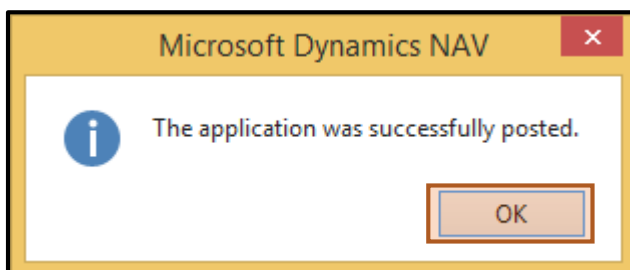 Microsoft Dynamics NAV
The application was successfully posted.
OK